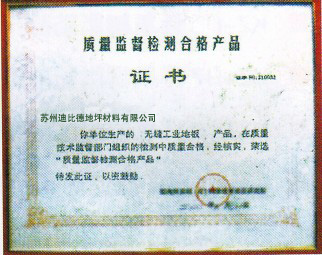 质量监督检测合格产品
证书
苏州迪比德地坪材料有限公司
你单位生产的 无缝工业地板 产品，在质量
技术监督部门组织的检测中质量合格，经核实，荣选
“质量监督检测合格产品”
特发此证，以资鼓励。